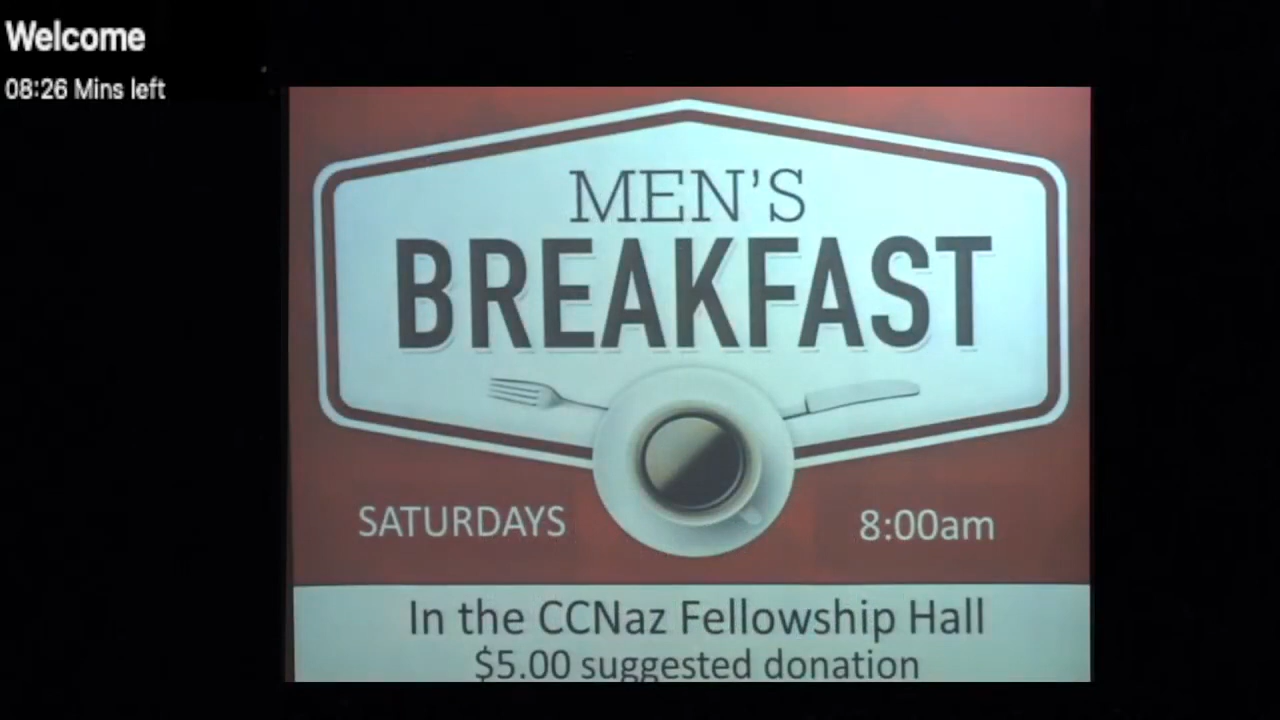 Welcome
08:26 Mins left
MEN'S
BREAKFAST
SATURDAYS
8:00am
In the CCNaz Fellowship Hall
$5.00 suggested donation